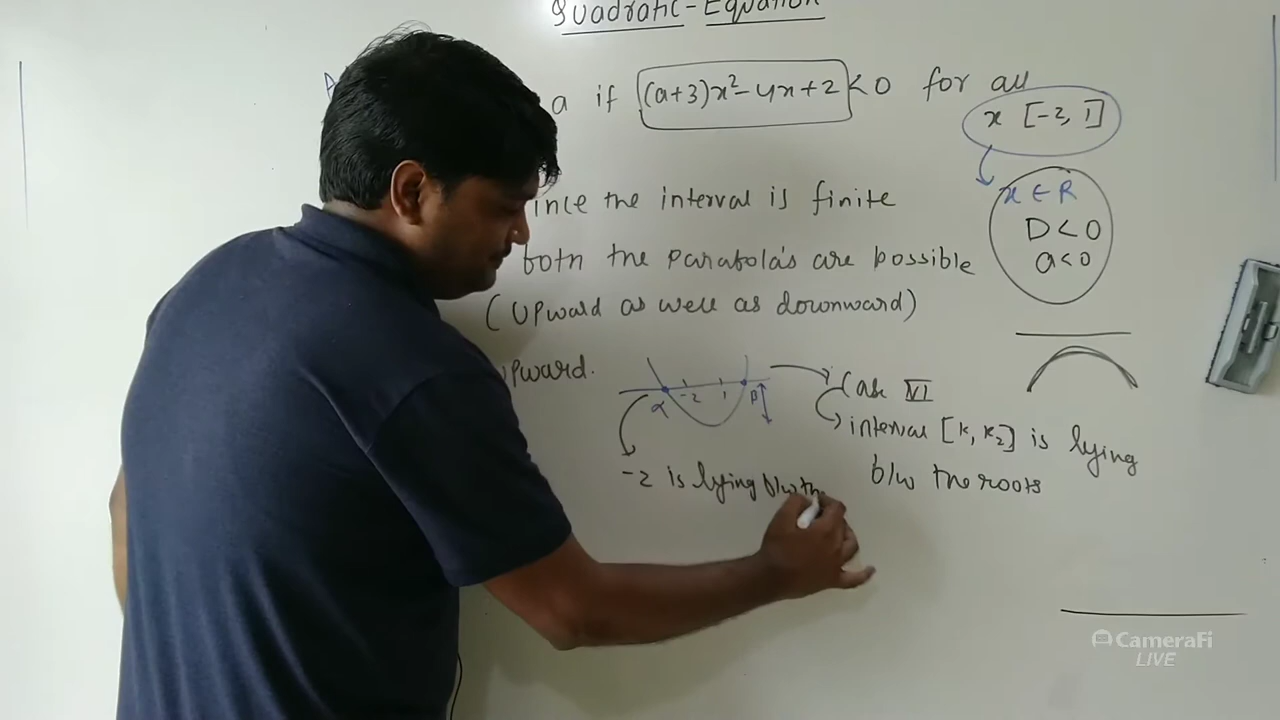 Quadratic - Equation
a if (a+3)x² - 4x + 2 < 0 for all
x [-2, 1]
x ∈ R
D < 0
a < 0
ince the interval is finite
both the Parabola's are possible
(Upward as well as downward)
pward.
α -2 1 β
Case VI
interval [k, k₂] is lying
b/w the roots
-2 is lying b/w th
CameraFi
LIVE